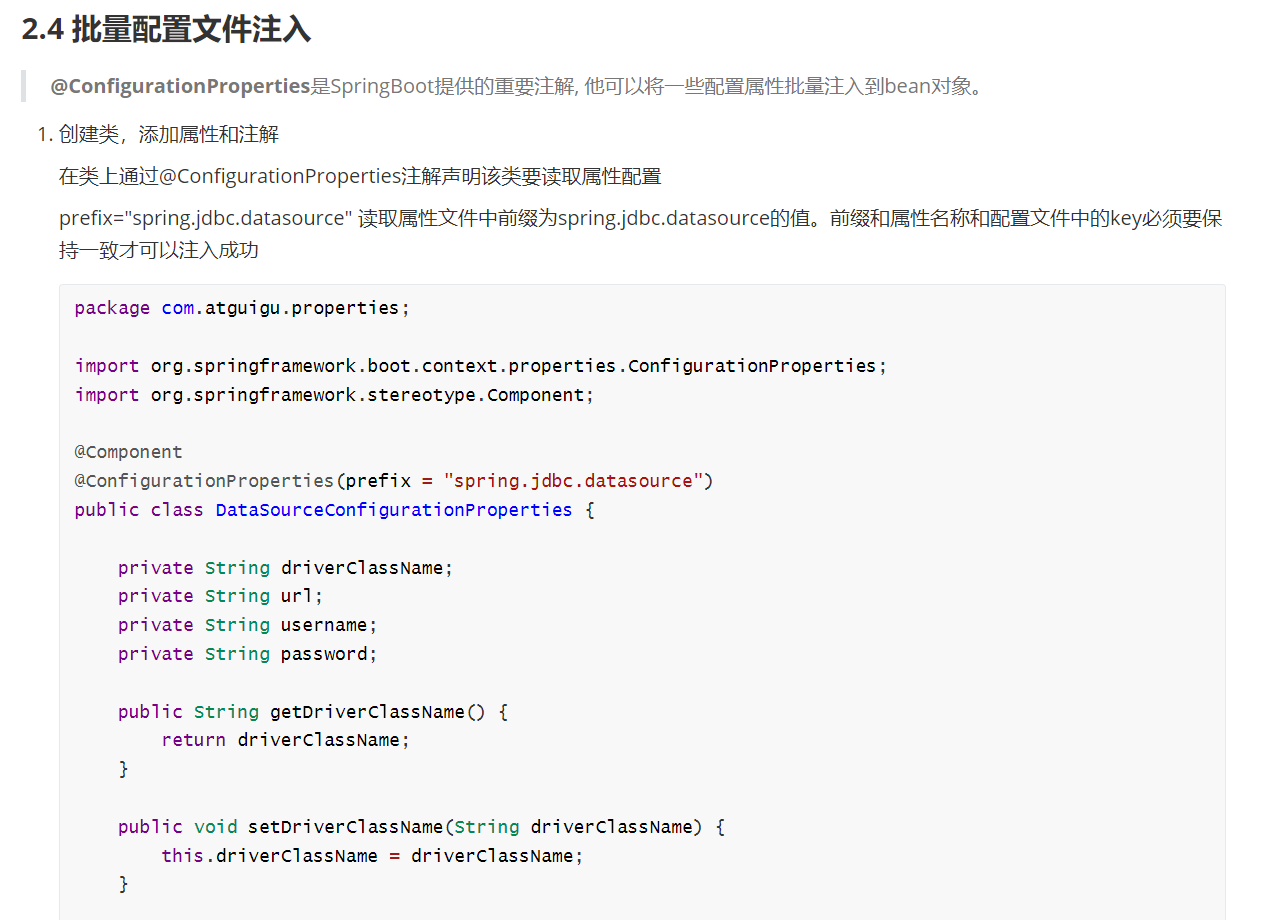 2.4 批量配置文件注入
@ConfigurationProperties是SpringBoot提供的重要注解, 他可以将一些配置属性批量注入到bean对象。
1. 创建类，添加属性和注解
在类上通过@ConfigurationProperties注解声明该类要读取属性配置
prefix="spring.jdbc.datasource" 读取属性文件中前缀为spring.jdbc.datasource的值。前缀和属性名称和配置文件中的key必须要保
持一致才可以注入成功
package com.atguigu.properties;
import org.springframework.boot.context.properties.ConfigurationProperties;
import org.springframework.stereotype.Component;
@Component
@ConfigurationProperties(prefix = "spring.jdbc.datasource")
public class DataSourceConfigurationProperties {
private String driverClassName;
private String url;
private String username;
private String password;
public String getDriverClassName() {
return driverClassName;
}
public void setDriverClassName(String driverClassName) {
this.driverClassName = driverClassName;
}